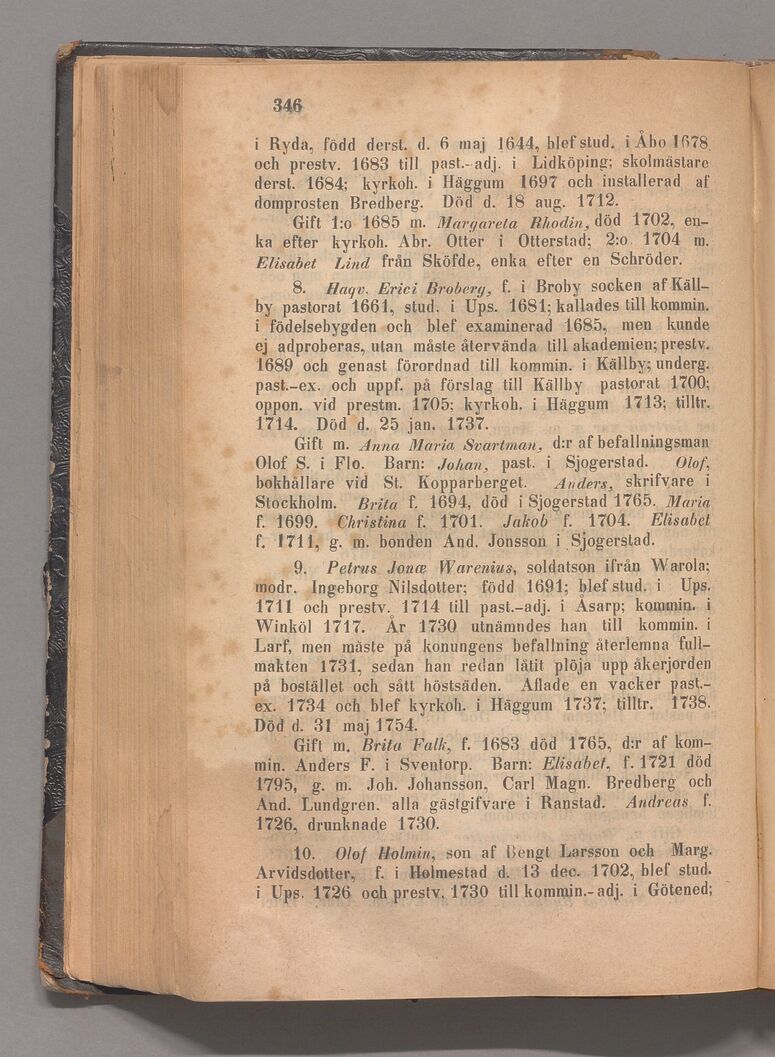 346
i Ryda, född derst. d. 6 maj 1644, blef stud. i Åbo 1678
och prestv. 1683 till past.-adj. i Lidköping; skolmästare
derst. 1684; kyrkoh. i Häggum 1697 och installerad af
domprosten Bredberg. Död d. 18 aug. 1712.
Gift 1:o 1685 m. Margareta Rhodin, död 1702, en-
ka efter kyrkoh. Abr. Otter i Otterstad; 2:o 1704 m.
Elisabet Lind från Sköfde, enka efter en Schröder.
8. Haqv. Erici Broberg, f. i Broby socken af Käll-
by pastorat 1661, stud. i Ups. 1681; kallades till kommin.
i födelsebygden och blef examinerad 1685, men kunde
ej adproberas, utan måste återvända till akademien; prestv.
1689 och genast förordnad till kommin. i Källby; underg.
past.-ex. och uppf. på förslag till Källby pastorat 1700;
oppon. vid prestm. 1705; kyrkoh. i Häggum 1713; tilltr.
1714. Död d. 25 jan. 1737.
Gift m. Anna Maria Svartman, d:r af befallningsman
Olof S. i Flo. Barn: Johan, past. i Sjogerstad. Olof,
bokhållare vid St. Kopparberget. Anders, skrifvare i
Stockholm. Brita f. 1694, död i Sjogerstad 1765. Maria
f. 1699. Christina f. 1701. Jakob f. 1704. Elisabet
f. 1711, g. m. bonden And. Jonsson i Sjogerstad.
9. Petrus Jonæ Warenius, soldatson ifrån Warola;
modr. Ingeborg Nilsdotter; född 1691; blef stud. i Ups.
1711 och prestv. 1714 till past.-adj. i Åsarp; kommin. i
Winköl 1717. År 1730 utnämndes han till kommin. i
Larf, men måste på konungens befallning återlemna full-
makten 1731, sedan han redan låtit plöja upp åkerjorden
på bostället och sått höstsäden. Aflade en vacker past.-
ex. 1734 och blef kyrkoh. i Häggum 1737; tilltr. 1738.
Död d. 31 maj 1754.
Gift m. Brita Falk, f. 1683 död 1765, d:r af kom-
min. Anders F. i Sventorp. Barn: Elisabet, f. 1721 död
1795, g. m. Joh. Johansson, Carl Magn. Bredberg och
And. Lundgren, alla gästgifvare i Ranstad. Andreas f.
1726, drunknade 1730.
10. Olof Holmin, son af Bengt Larsson och Marg.
Arvidsdotter, f. i Holmestad d. 13 dec. 1702, blef stud.
i Ups. 1726 och prestv. 1730 till kommin.-adj. i Götened;